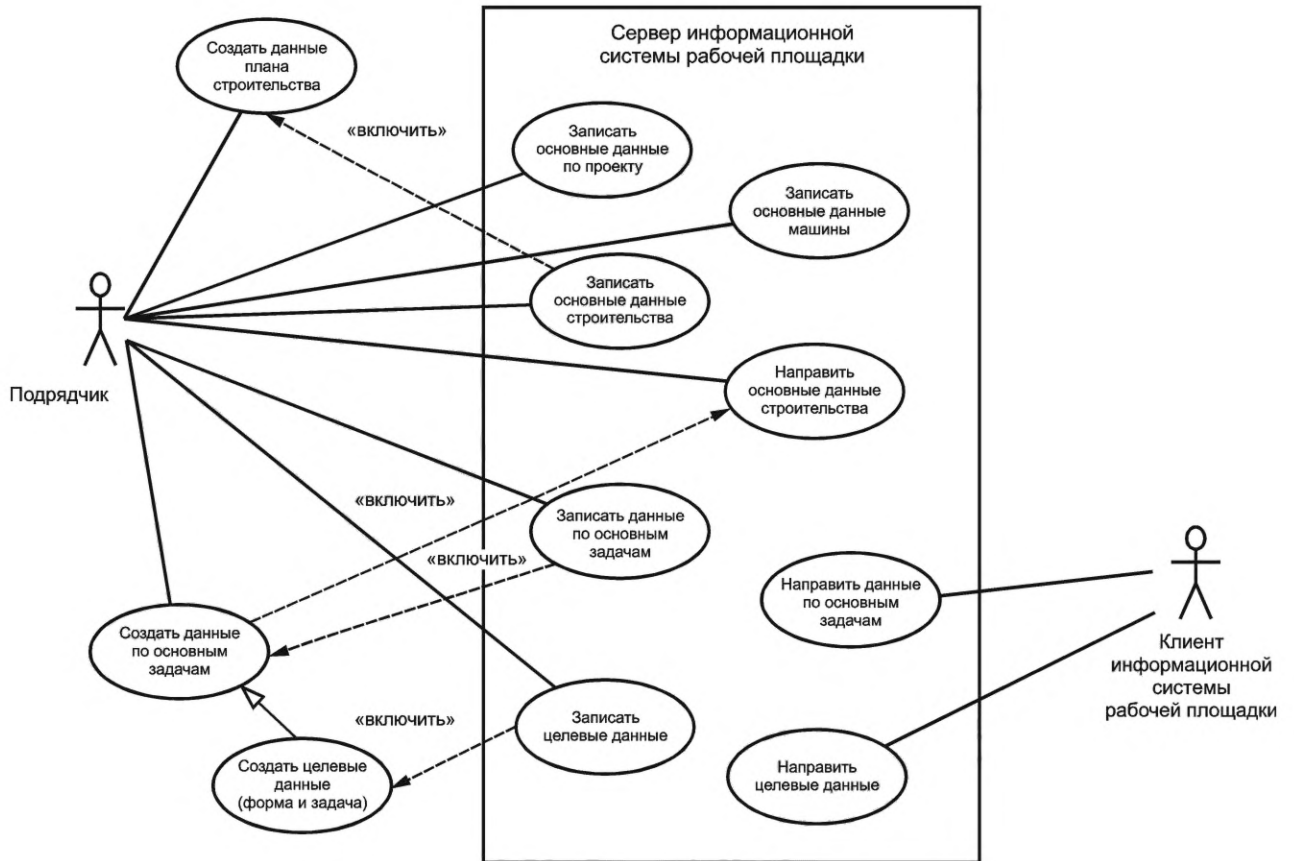 Сервер информационной
системы рабочей площадки
Создать данные
плана
строительства
«включить»
Записать
основные данные
по проекту
Записать
основные данные
машины
Записать
основные данные
строительства
Подрядчик
Направить
основные данные
строительства
«включить»
Записать данные
по основным
задачам
«включить»
Направить данные
по основным
задачам
Клиент
информационной
системы
рабочей площадки
Создать данные
по основным
задачам
«включить»
Записать
целевые данные
Создать целевые
данные
(форма и задача)
Направить
целевые данные